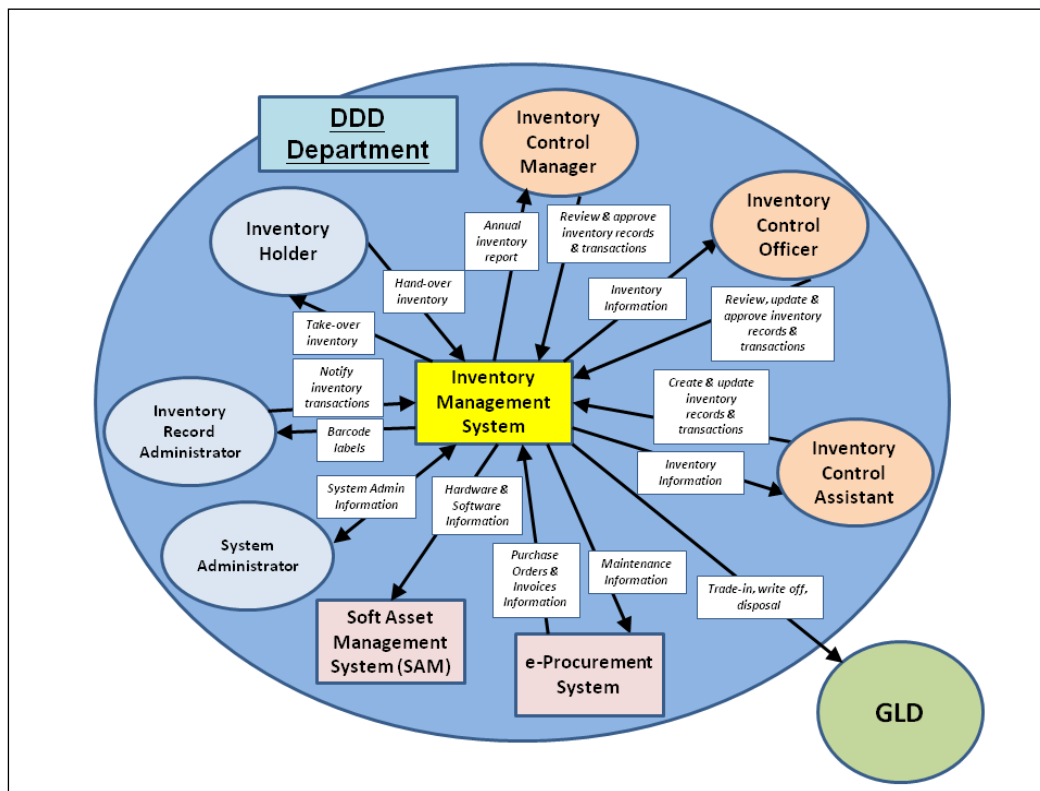 DDD
Department
Inventory
Control
Manager
Inventory
Control
Officer
Inventory
Holder
Annual
inventory
report
Review & approve
inventory records
& transactions
Hand-over
inventory
Inventory
Information
Review, update &
approve inventory
records &
transactions
Take-over
inventory
Notify
inventory
transactions
Inventory
Management
System
Create & update
inventory
records &
transactions
Inventory
Record
Administrator
Barcode
labels
Inventory
Information
Inventory
Control
Assistant
System Admin
Information
Hardware &
Software
Information
System
Administrator
Purchase
Orders &
Invoices
Information
Maintenance
Information
Trade-in, write off,
disposal
Soft Asset
Management
System (SAM)
e-Procurement
System
GLD